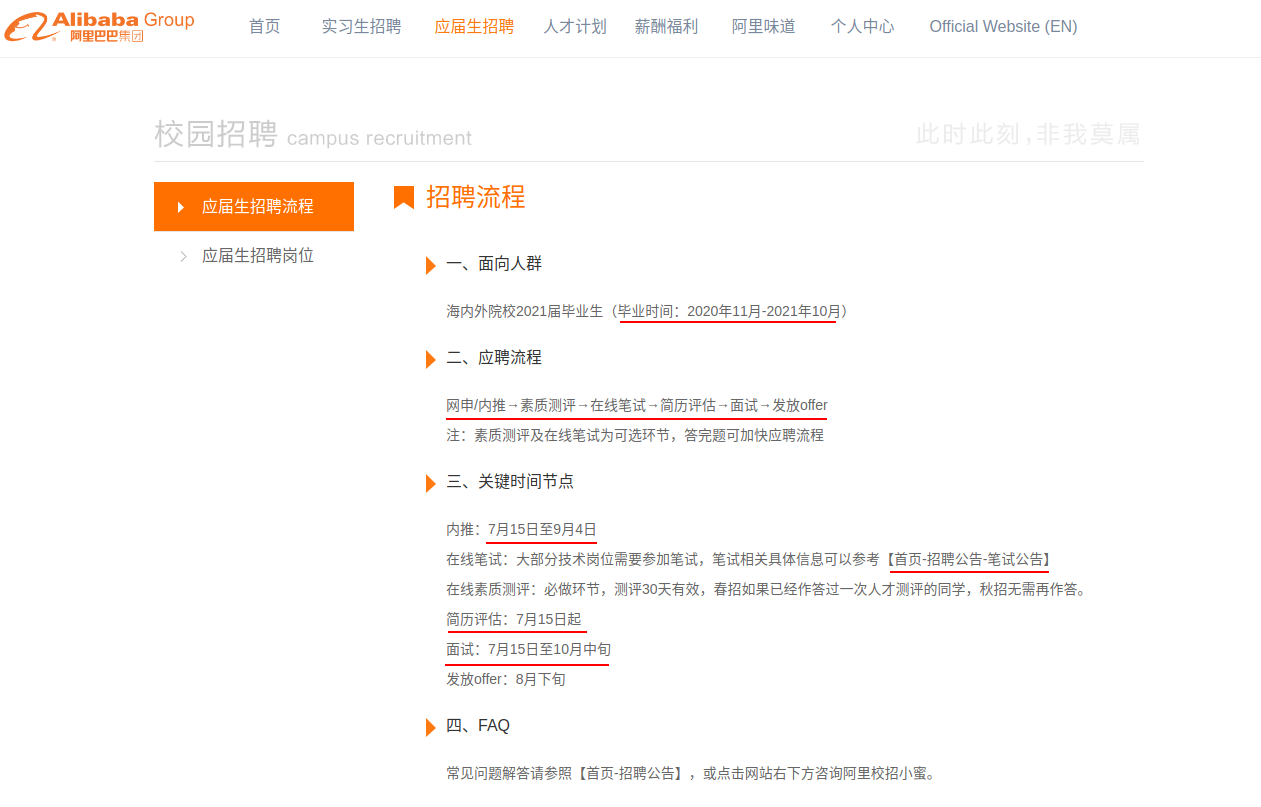 Alibaba Group
阿里巴巴集团
首页 实习生招聘 应届生招聘 人才计划 薪酬福利 阿里味道 个人中心 Official Website (EN)
校园招聘 campus recruitment
此时此刻,非我莫属
应届生招聘流程
应届生招聘岗位
招聘流程
一、面向人群
海内外院校2021届毕业生（毕业时间：2020年11月-2021年10月）
二、应聘流程
网申/内推→素质测评→在线笔试→简历评估→面试→发放offer
注：素质测评及在线笔试为可选环节，答完题可加快应聘流程
三、关键时间节点
内推：7月15日至9月4日
在线笔试：大部分技术岗位需要参加笔试，笔试相关具体信息可以参考【首页-招聘公告-笔试公告】
在线素质测评：必做环节，测评30天有效，春招如果已经作答过一次人才测评的同学，秋招无需再作答。
简历评估：7月15日起
面试：7月15日至10月中旬
发放offer：8月下旬
四、FAQ
常见问题解答请参照【首页-招聘公告】，或点击网站右下方咨询阿里校招小蜜。